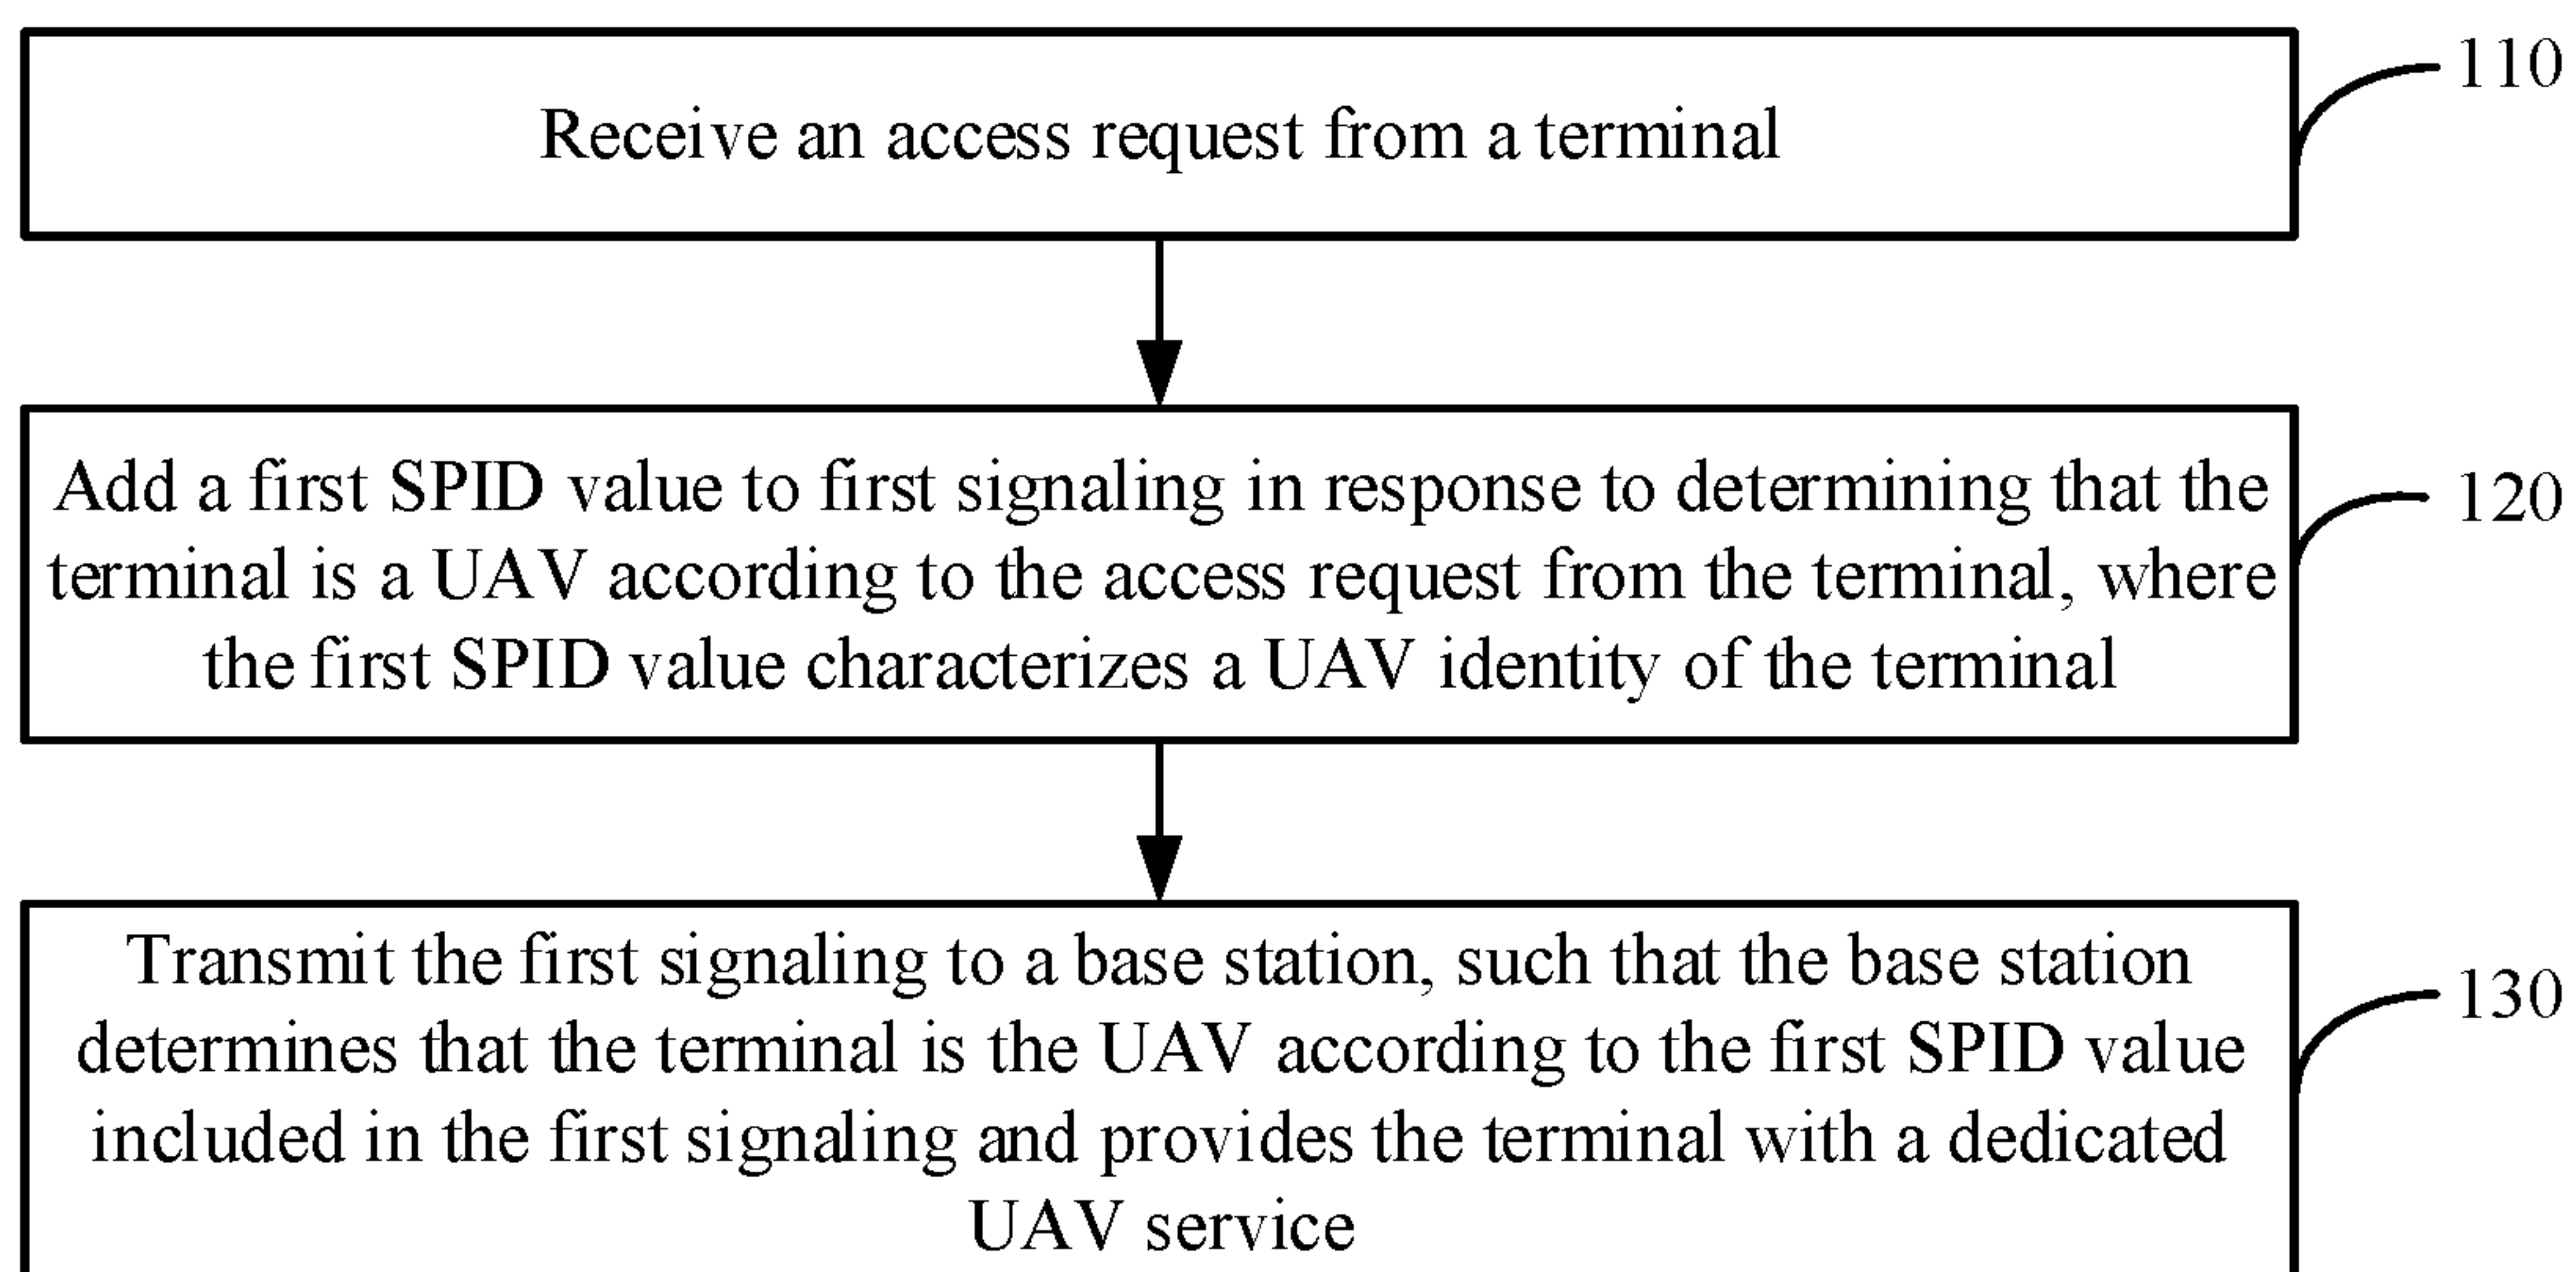 Receive an access request from a terminal
110
Add a first SPID value to first signaling in response to determining that the
terminal is a UAV according to the access request from the terminal, where
the first SPID value characterizes a UAV identity of the terminal
120
Transmit the first signaling to a base station, such that the base station
determines that the terminal is the UAV according to the first SPID value
included in the first signaling and provides the terminal with a dedicated
UAV service
130